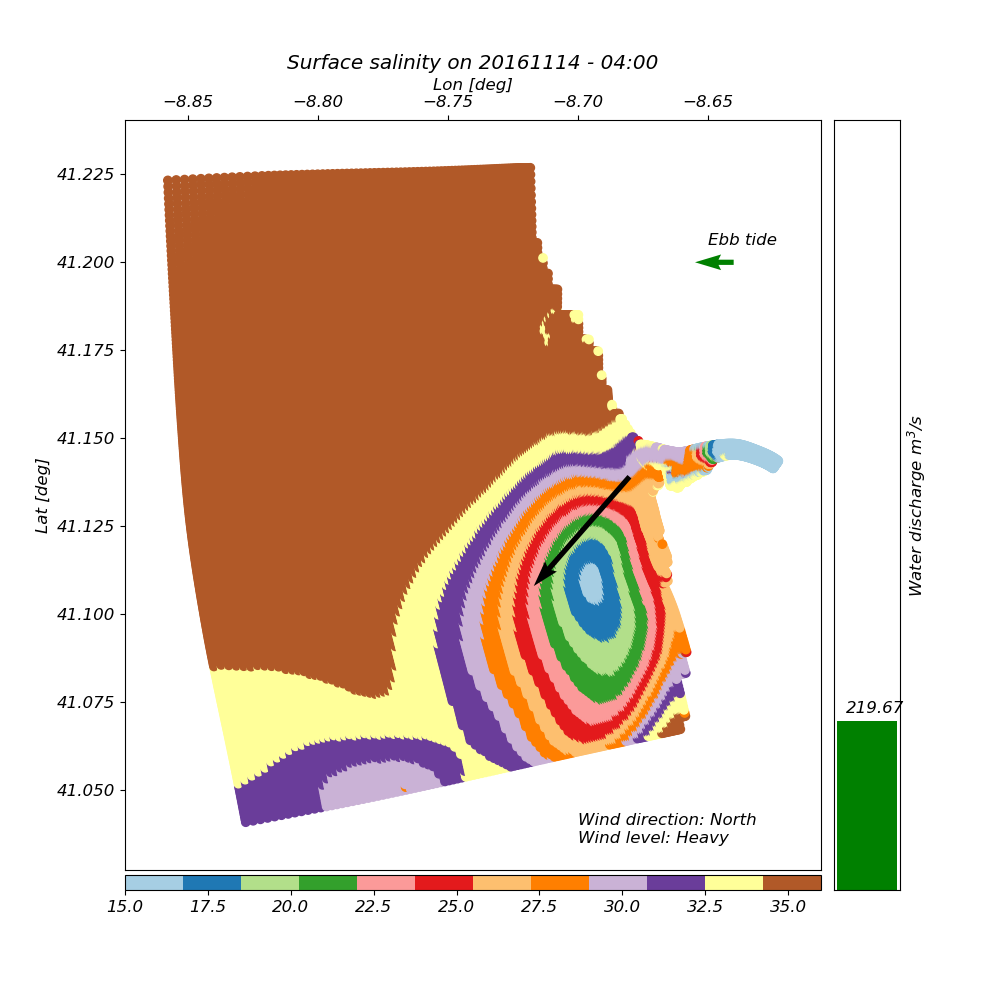 Surface salinity on 20161114 - 04:00
Lon [deg]
−8.85 −8.80 −8.75 −8.70 −8.65
41.225
Ebb tide
41.200
41.175
41.150
Lat [deg]
41.125
41.100
41.075
41.050
Water discharge m³/s
219.67
Wind direction: North
Wind level: Heavy
15.0 17.5 20.0 22.5 25.0 27.5 30.0 32.5 35.0